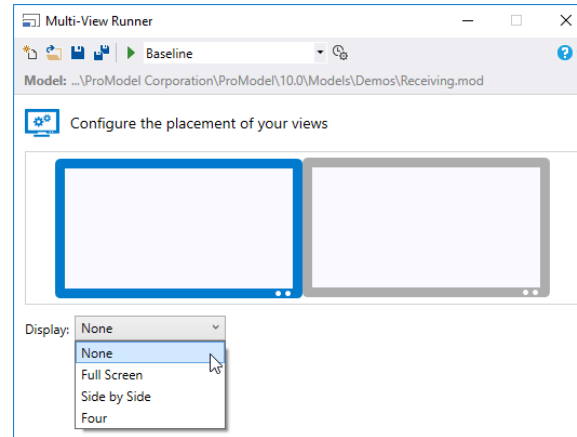 Multi-View Runner
Baseline
Model: ...\ProModel Corporation\ProModel\10.0\Models\Demos\Receiving.mod
Configure the placement of your views
Display: None
None
Full Screen
Side by Side
Four